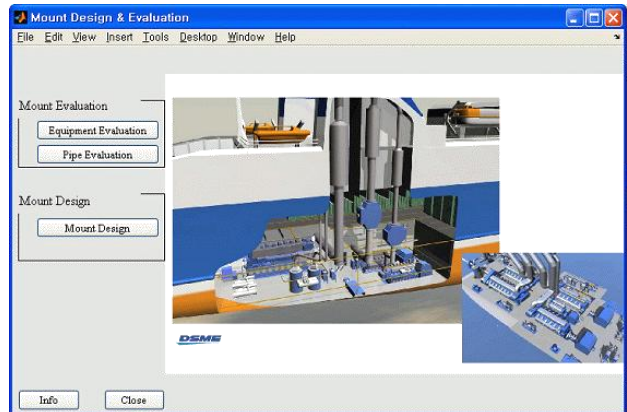 Mount Design & Evaluation
File Edit View Insert Tools Desktop Window Help
Mount Evaluation
Equipment Evaluation
Pipe Evaluation
Mount Design
Mount Design
DSME
Info Close